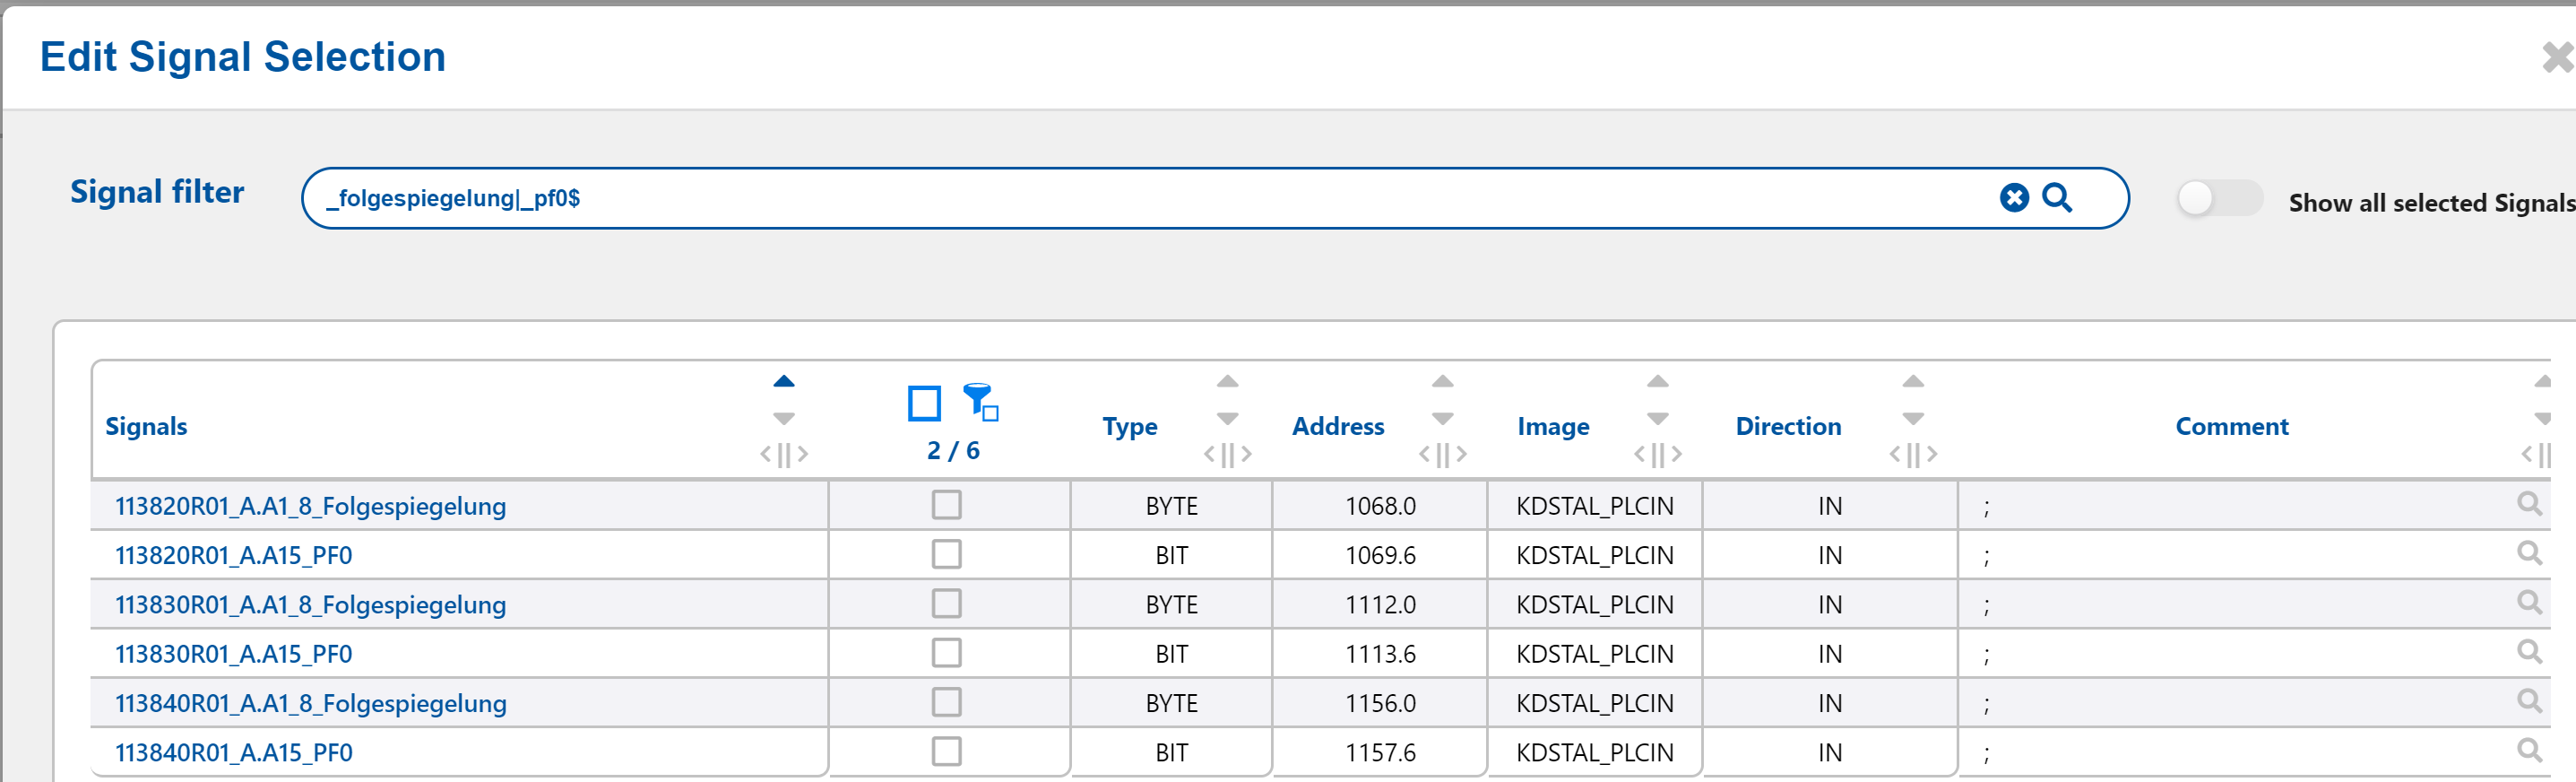 Edit Signal Selection
Signal filter
_folgespiegelung|_pf0$
Show all selected Signals
Signals 2 / 6 Type Address Image Direction Comment
113820R01_A.A1_8_Folgespiegelung BYTE 1068.0 KDSTAL_PLCIN IN ;
113820R01_A.A15_PF0 BIT 1069.6 KDSTAL_PLCIN IN ;
113830R01_A.A1_8_Folgespiegelung BYTE 1112.0 KDSTAL_PLCIN IN ;
113830R01_A.A15_PF0 BIT 1113.6 KDSTAL_PLCIN IN ;
113840R01_A.A1_8_Folgespiegelung BYTE 1156.0 KDSTAL_PLCIN IN ;
113840R01_A.A15_PF0 BIT 1157.6 KDSTAL_PLCIN IN ;